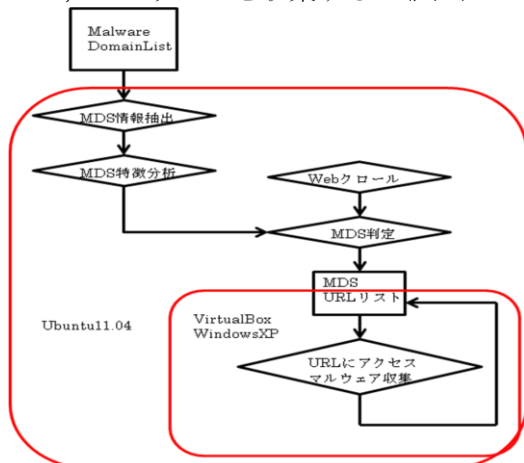 Malware
DomainList
MDS情報抽出
MDS特徴分析
Webクロール
MDS判定
MDS
URLリスト
Ubuntu11.04
VirtualBox
WindowsXP
URLにアクセス
マルウェア収集